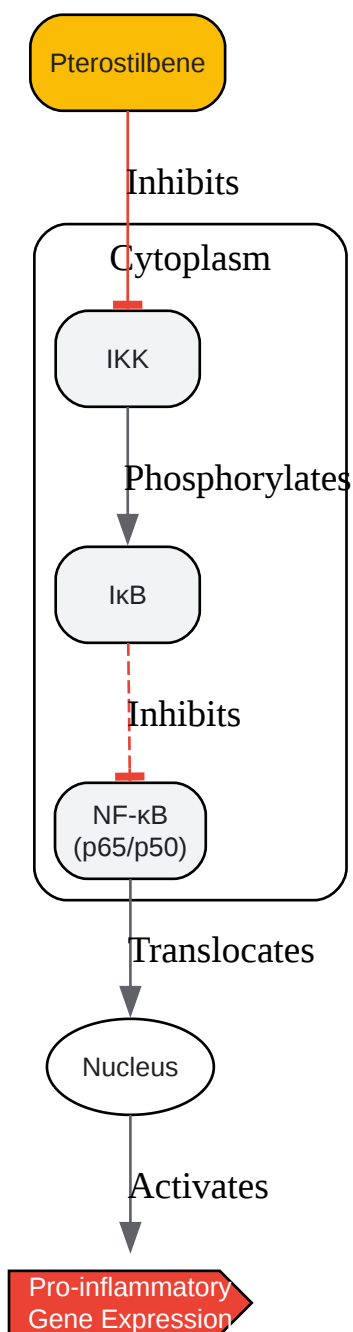 Pterostilbene
Inhibits
Cytoplasm
IKK
Phosphorylates
IκB
Inhibits
NF-κB
(p65/p50)
Translocates
Nucleus
Activates
Pro-inflammatory
Gene Expression